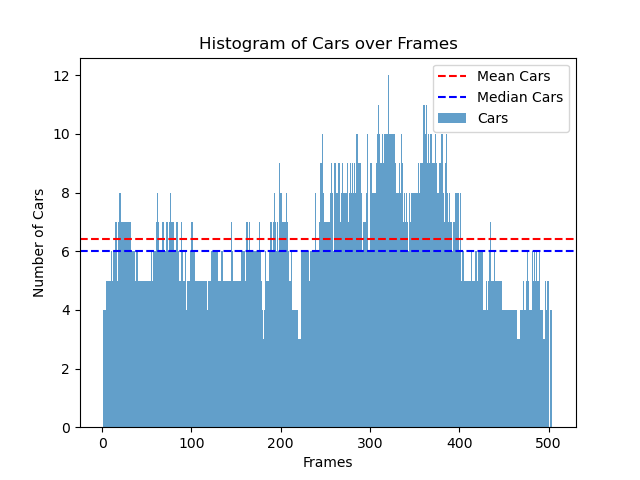 Histogram of Cars over Frames
Mean Cars
Median Cars
Cars
12
10
8
6
4
2
0
Number of Cars
0 100 200 300 400 500
Frames